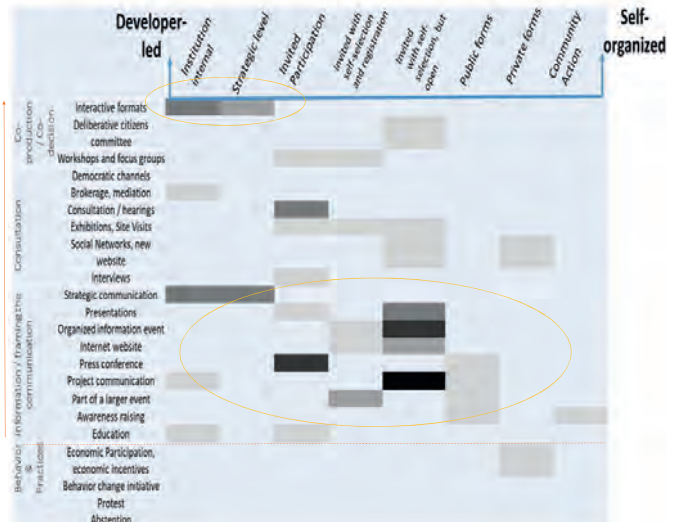 Developer-
led
Self-
organized
Institution
internal
Strategic level
Invited
Participation
Invited with
self-selection
and registration
Invited
with self-
selection, but
open
Public forms
Private forms
Community
Action
Co-
production
/ Co-
decision
Consultation
Information / framing the
communication
Behavior
&
Practices
Interactive formats
Deliberative citizens
committee
Workshops and focus groups
Democratic channels
Brokerage, mediation
Consultation / hearings
Exhibitions, Site Visits
Social Networks, new
website
Interviews
Strategic communication
Presentations
Organized information event
Internet website
Press conference
Project communication
Part of a larger event
Awareness raising
Education
Economic Participation,
economic incentives
Behavior change initiative
Protest
Abstention